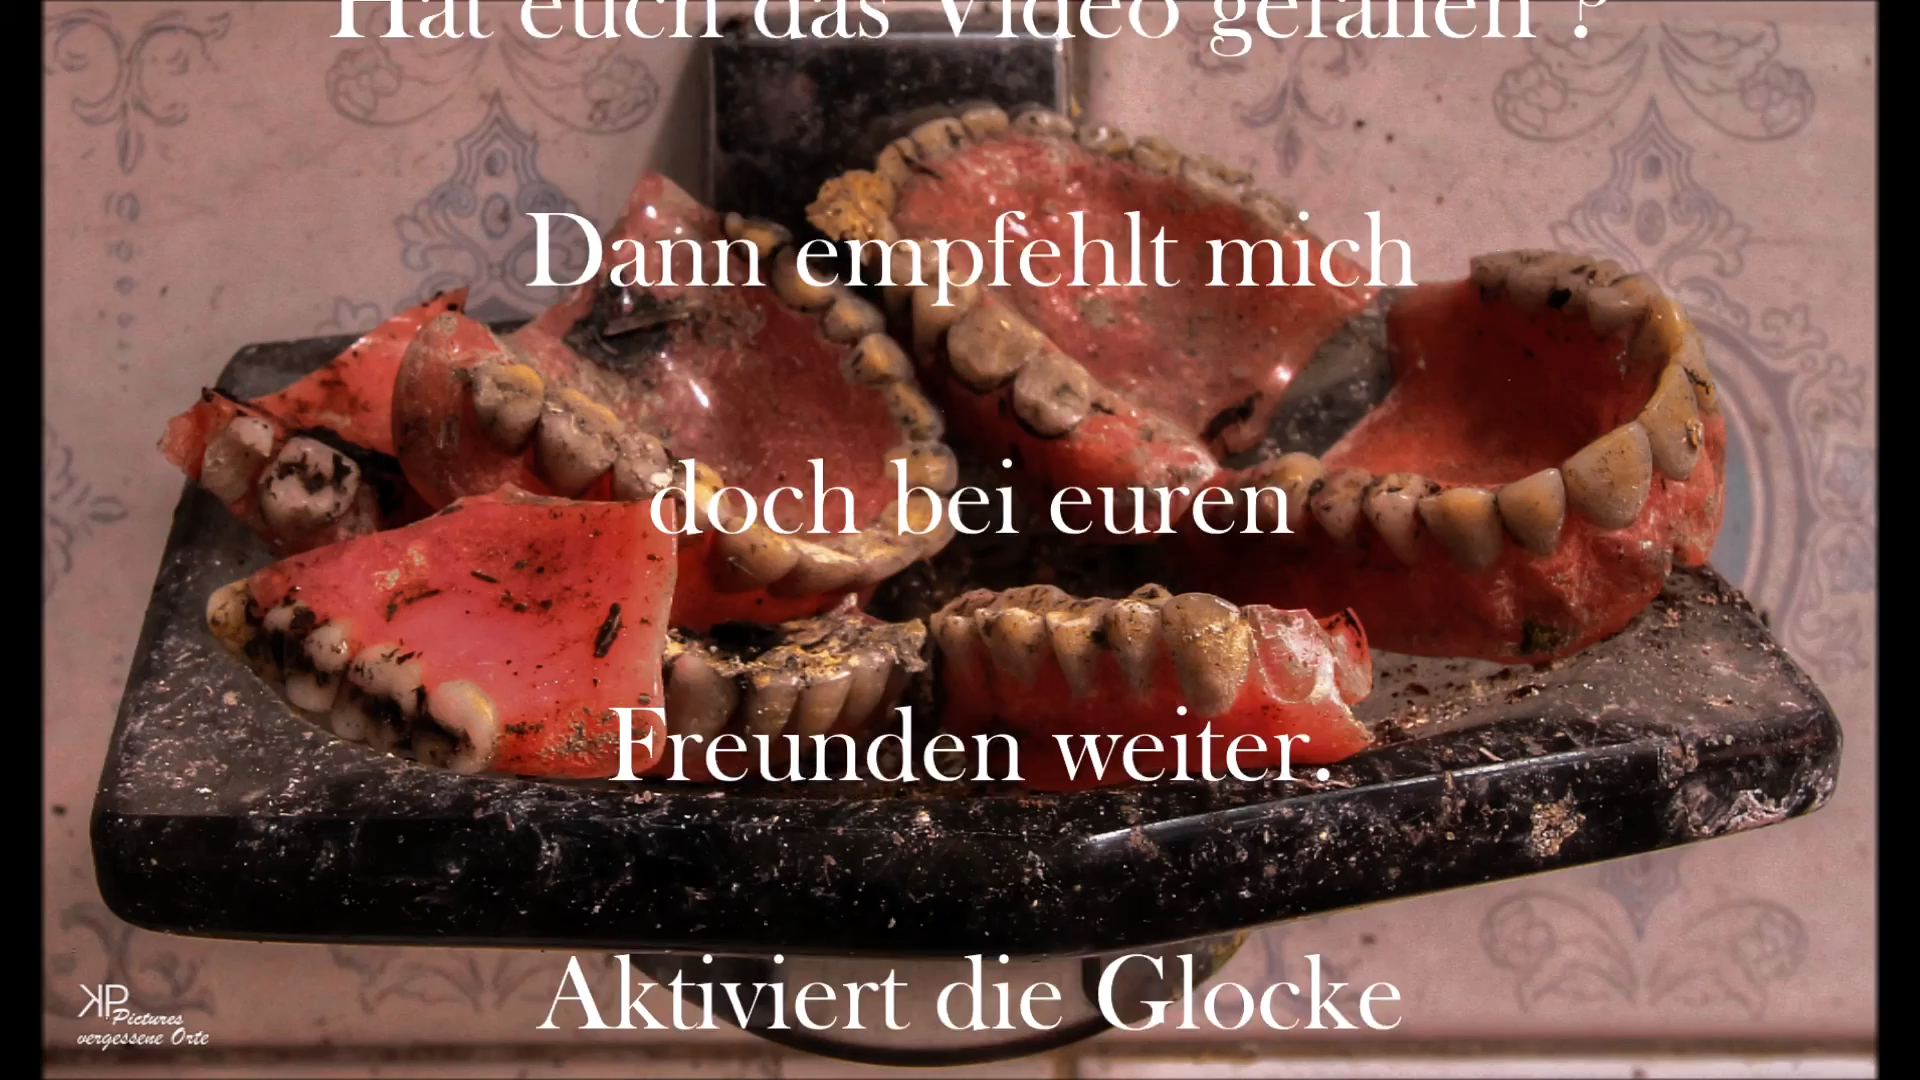 Hat euch das Video gefallen ?
Dann empfehlt mich
doch bei euren
Freunden weiter.
Aktiviert die Glocke
KP Pictures
vergessene Orte